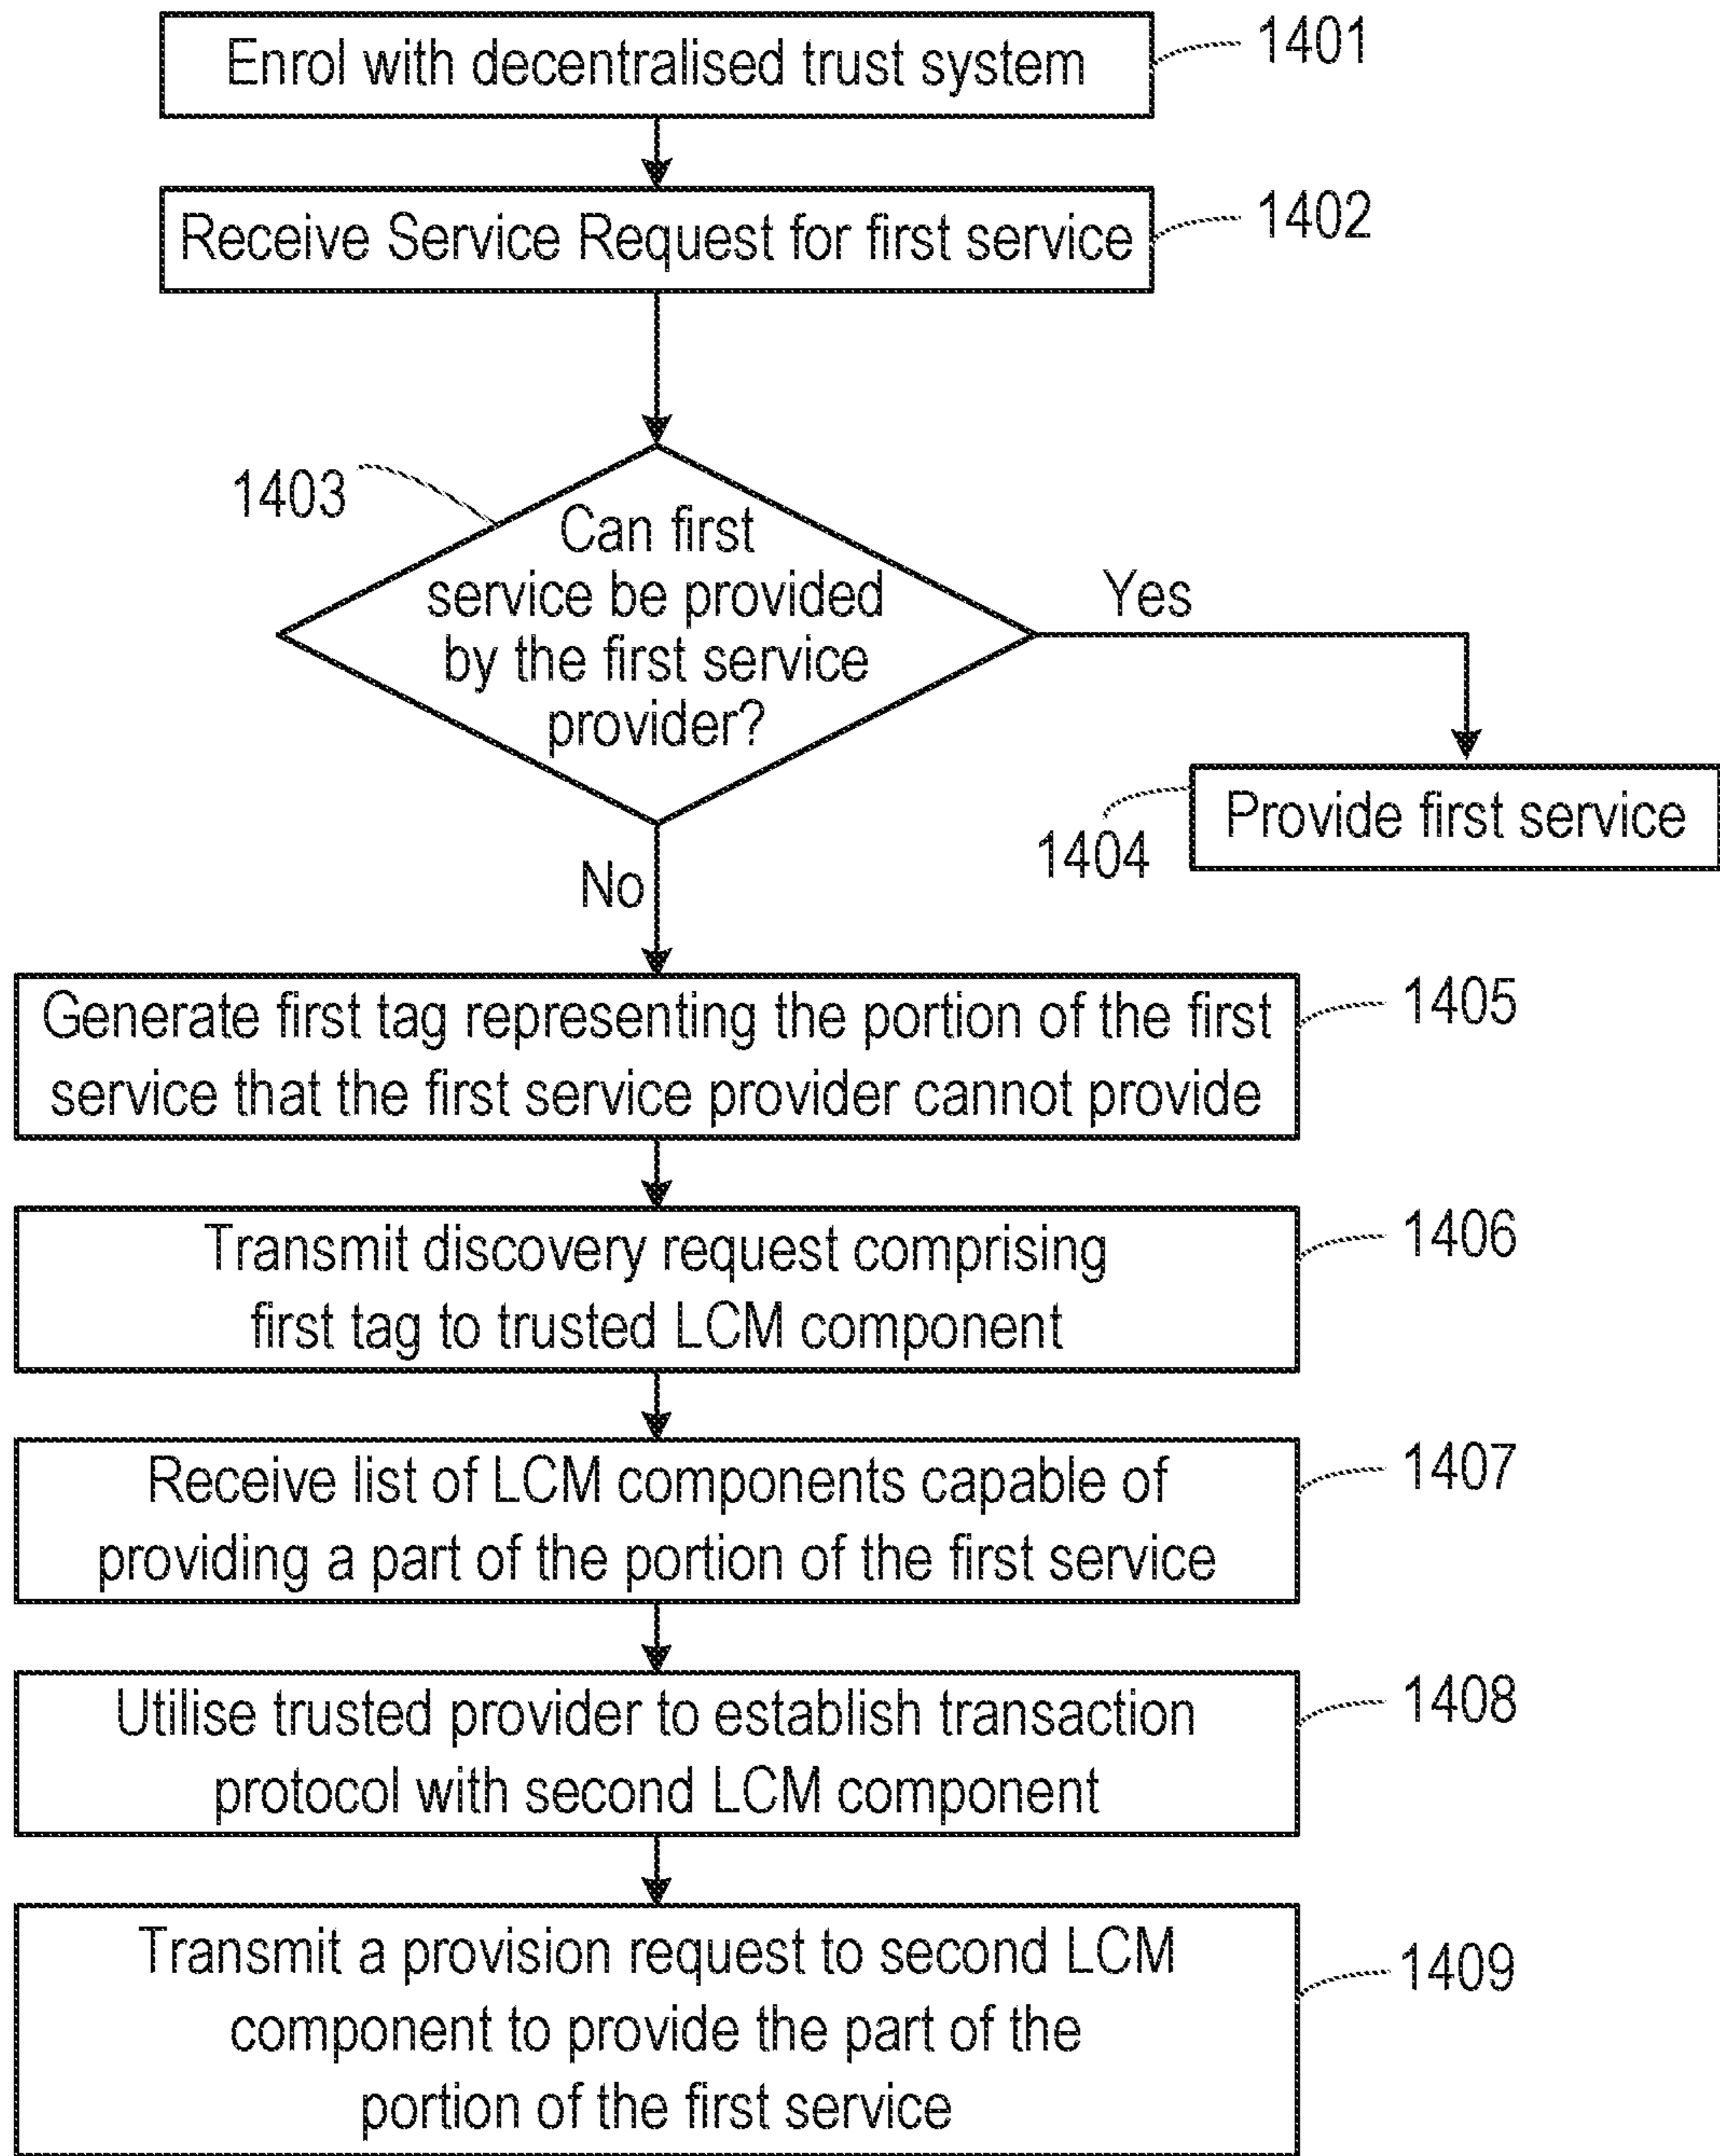 Enrol with decentralised trust system
1401
Receive Service Request for first service
1402
1403
Can first
service be provided
by the first service
provider?
Yes
Provide first service
1404
No
Generate first tag representing the portion of the first
service that the first service provider cannot provide
1405
Transmit discovery request comprising
first tag to trusted LCM component
1406
Receive list of LCM components capable of
providing a part of the portion of the first service
1407
Utilise trusted provider to establish transaction
protocol with second LCM component
1408
Transmit a provision request to second LCM
component to provide the part of the
portion of the first service
1409